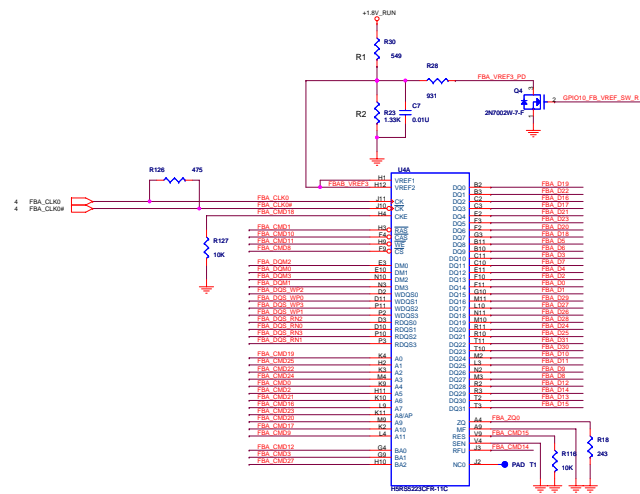 +1.8V_RUN
R1
R30
549
R28
931
FBA_VREF3_PD
Q4
3
2
1
GPIO10_FB_VREF_SW_R
2N7002W-7-F
R2
R23
1.33K
C7
0.01U
R126
475
U4A
FBAB_VREF3
H1
H12
VREF1
VREF2
4 FBA_CLK0
4 FBA_CLK0#
FBA_CLK0 J11 CK
FBA_CLK0# J10 CK
FBA_CMD18 H4 CKE
R127
10K
FBA_CMD1 H3 RAS
FBA_CMD10 F4 CAS
FBA_CMD11 H9 WE
FBA_CMD8 F9 CS
FBA_DQM2 E3 DM0
FBA_DQM0 E10 DM1
FBA_DQM3 N10 DM2
N3 DM3
FBA_DQS_WP2 D2 WDQS0
FBA_DQS_WP0 D11 WDQS1
FBA_DQS_WP3 P11 WDQS2
FBA_DQS_WP1 P2 WDQS3
FBA_DQS_RN2 D3 RDQS0
FBA_DQS_RN0 D10 RDQS1
FBA_DQS_RN3 P10 RDQS2
FBA_DQS_RN1 P3 RDQS3
FBA_CMD19 K4 A0
FBA_CMD25 H2 A1
FBA_CMD22 K3 A2
FBA_CMD24 M4 A3
FBA_CMD0 K9 A4
FBA_CMD2 H11 A5
FBA_CMD21 K10 A6
FBA_CMD16 L9 A7
FBA_CMD23 K11 A8/AP
FBA_CMD20 M9 A9
FBA_CMD17 K2 A10
FBA_CMD9 L4 A11
FBA_CMD12 G4 BA0
FBA_CMD3 G9 BA1
FBA_CMD27 H10 BA2
DQ0 B2 FBA_D19
DQ1 B3 FBA_D22
DQ2 C2 FBA_D16
DQ3 C3 FBA_D17
DQ4 E2 FBA_D21
DQ5 F3 FBA_D23
DQ6 F2 FBA_D20
DQ7 G3 FBA_D18
DQ8 B11 FBA_D5
DQ9 B10 FBA_D6
DQ10 C11 FBA_D3
DQ11 C10 FBA_D7
DQ12 E11 FBA_D4
DQ13 F10 FBA_D2
DQ14 F11 FBA_D0
DQ15 G10 FBA_D1
DQ16 M11 FBA_D29
DQ17 L10 FBA_D27
DQ18 N11 FBA_D26
DQ19 M10 FBA_D28
DQ20 R11 FBA_D24
DQ21 R10 FBA_D25
DQ22 T11 FBA_D31
DQ23 T10 FBA_D30
DQ24 M2 FBA_D10
DQ25 L3 FBA_D11
DQ26 N2 FBA_D9
DQ27 M3 FBA_D8
DQ28 R2 FBA_D12
DQ29 R3 FBA_D14
DQ30 T2 FBA_D13
DQ31 T3 FBA_D15
ZQ A4 FBA_ZQ0
MF A9
RES V9 FBA_CMD15
SEN V4
RFU J3 FBA_CMD14
NC0 J2 PAD T1
R116
10K
R18
243
H5RS5223CFR-11C